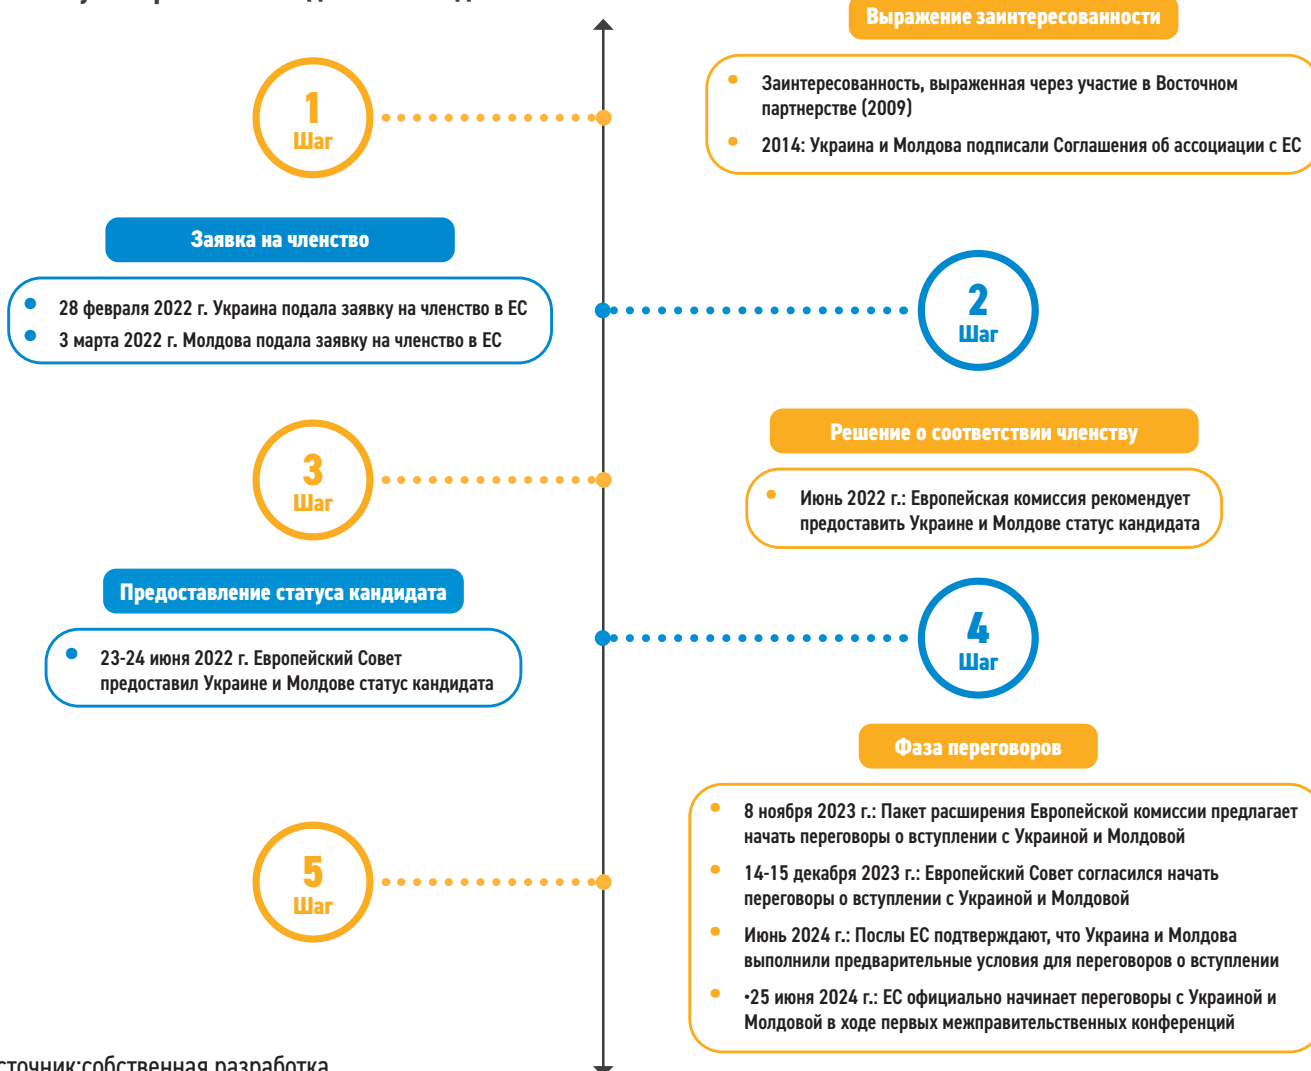 Выражение заинтересованности
1
Шаг
Заинтересованность, выраженная через участие в Восточном
партнерстве (2009)
2014: Украина и Молдова подписали Соглашения об ассоциации с ЕС
Заявка на членство
28 февраля 2022 г. Украина подала заявку на членство в ЕС
3 марта 2022 г. Молдова подала заявку на членство в ЕС
2
Шаг
3
Шаг
Решение о соответствии членству
Июнь 2022 г.: Европейская комиссия рекомендует
предоставить Украине и Молдове статус кандидата
Предоставление статуса кандидата
23-24 июня 2022 г. Европейский Совет
предоставил Украине и Молдове статус кандидата
4
Шаг
Фаза переговоров
5
Шаг
8 ноября 2023 г.: Пакет расширения Европейской комиссии предлагает
начать переговоры о вступлении с Украиной и Молдовой
14-15 декабря 2023 г.: Европейский Совет согласился начать
переговоры о вступлении с Украиной и Молдовой
Июнь 2024 г.: Послы ЕС подтверждают, что Украина и Молдова
выполнили предварительные условия для переговоров о вступлении
•25 июня 2024 г.: ЕС официально начинает переговоры с Украиной и
Молдовой в ходе первых межправительственных конференций
сточник:собственная разработка